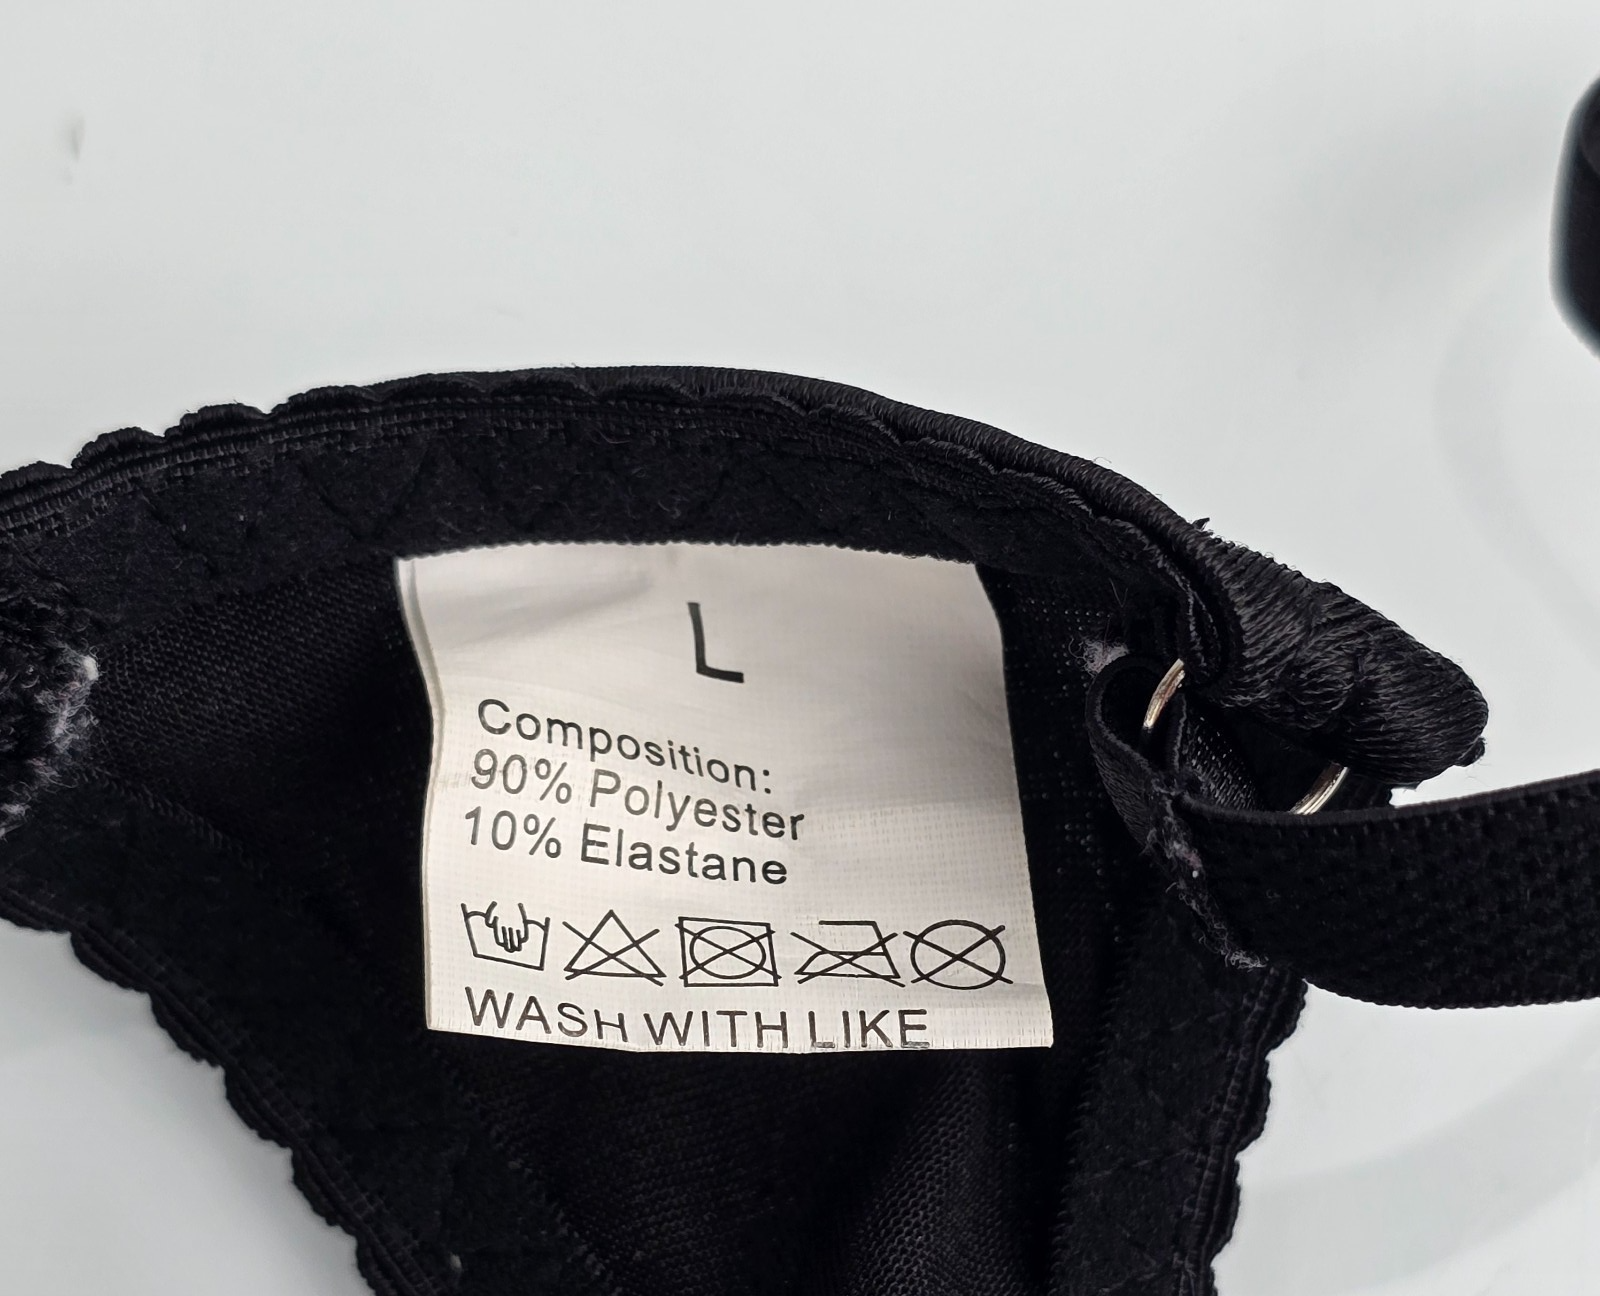 L
Composition:
90% Polyester
10% Elastane
WASH WITH LIKE